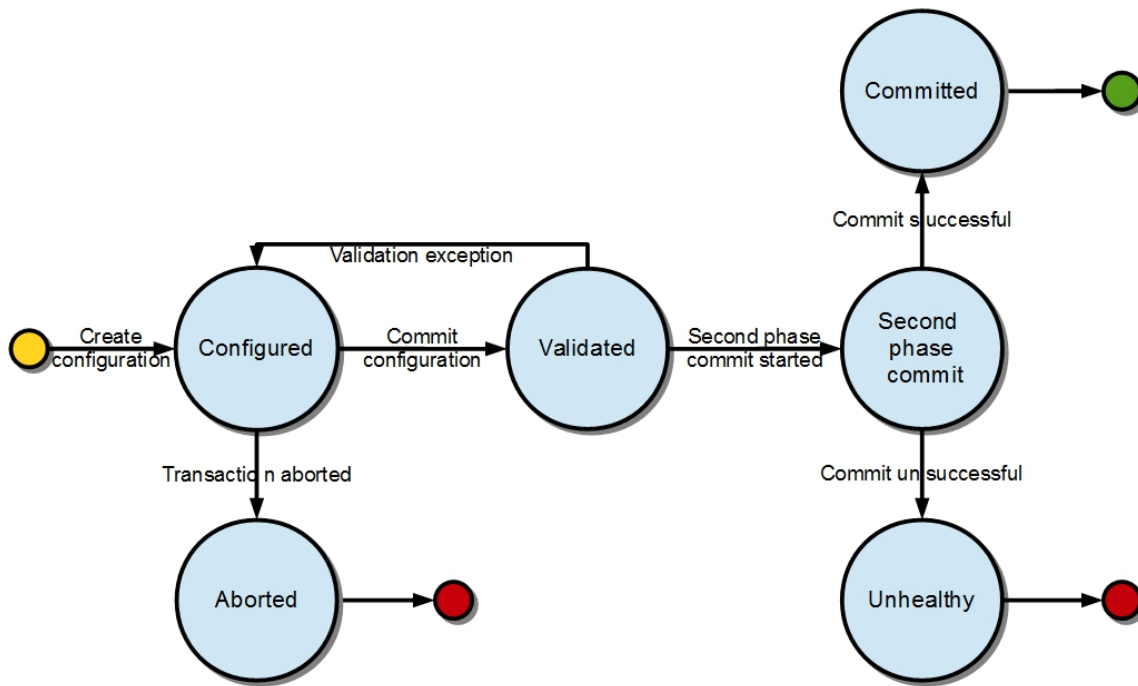 Committed
Commit successful
Validation exception
Create
configuration
Configured
Commit
configuration
Validated
Second phase
commit started
Second
phase
commit
Transaction aborted
Commit unsuccessful
Aborted
Unhealthy